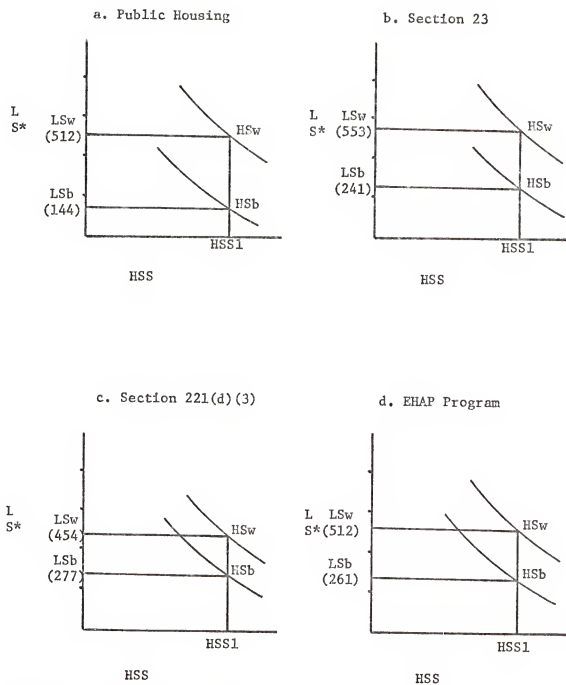 a. Public Housing
L
S*
LSw
(512)
HSw
LSb
(144)
HSb
HSS1
HSS
b. Section 23
L LSw
S* (553)
HSw
LSb
(241)
HSb
HSS1
HSS
c. Section 221(d)(3)
L
S*
LSw
(454)
HSw
LSb
(277)
HSb
HSS1
HSS
d. EHAP Program
L LSw
S*(512)
HSw
LSb
(261)
HSb
HSS1
HSS